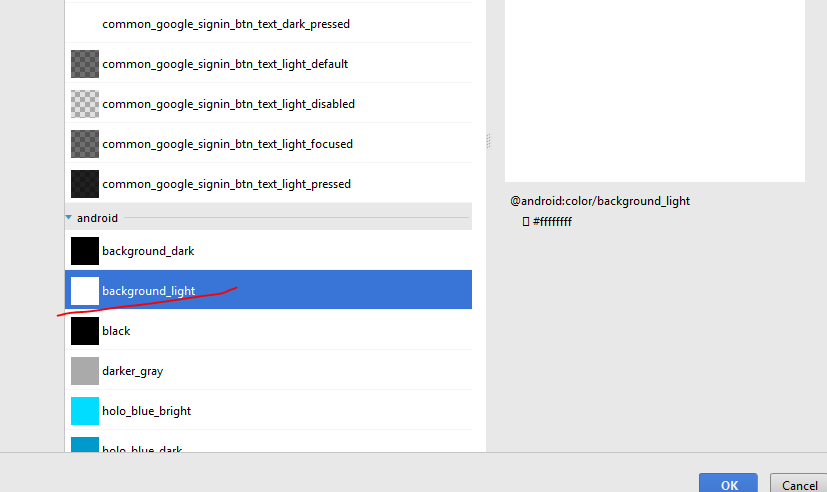 common_google_signin_btn_text_dark_pressed
common_google_signin_btn_text_light_default
common_google_signin_btn_text_light_disabled
common_google_signin_btn_text_light_focused
common_google_signin_btn_text_light_pressed
android
background_dark
background_light
black
darker_gray
holo_blue_bright
holo_blue_dark
@android:color/background_light
#ffffffff
OK
Cancel